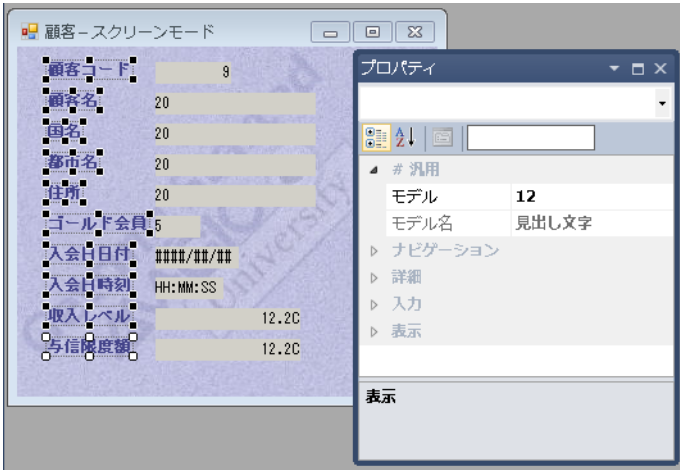 顧客－スクリーンモード
顧客コード 9
顧客名 20
国名 20
都市名 20
住所 20
ゴールド会員 5
入会日日付 ####/##/##
入会日時刻 HH:MM:SS
収入レベル 12.2C
与信限度額 12.2C
University
プロパティ
# 汎用
モデル 12
モデル名 見出し文字
ナビゲーション
詳細
入力
表示
表示